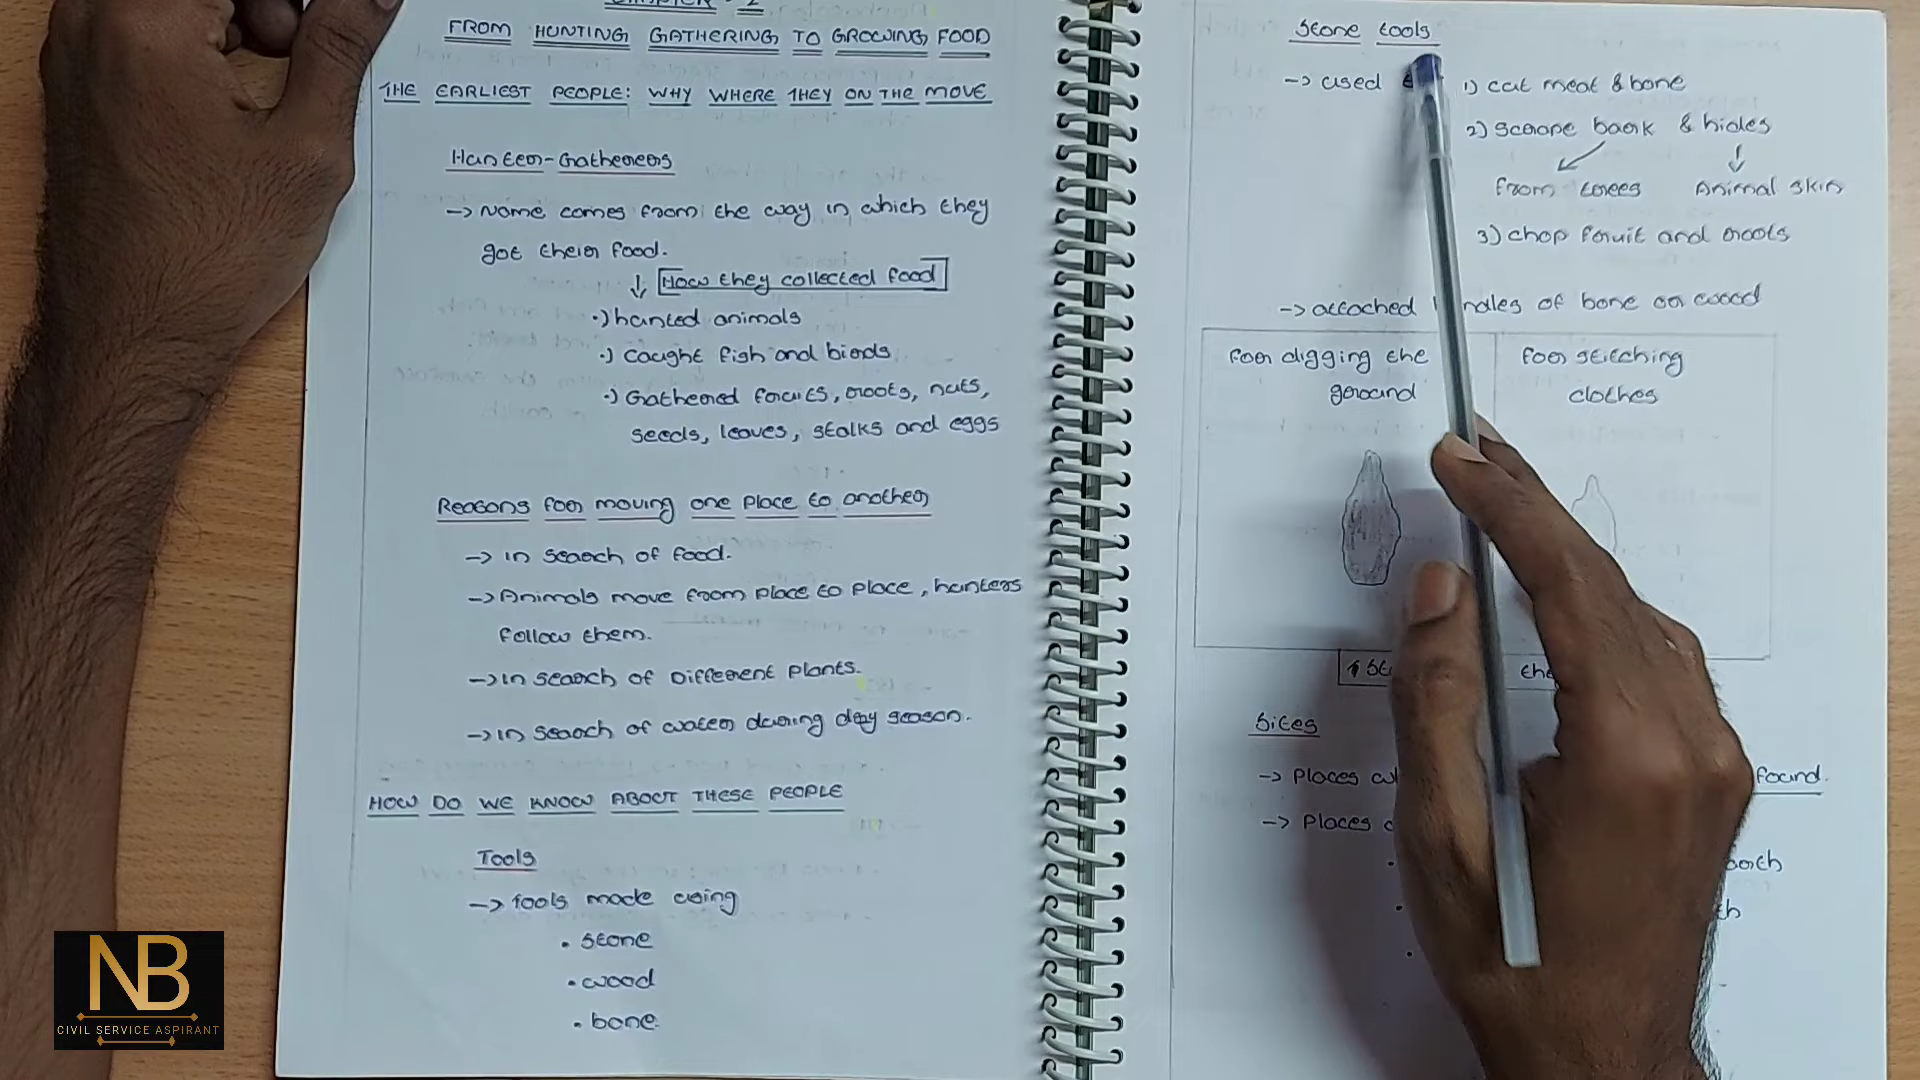 FROM HUNTING GATHERING TO GROWING FOOD
THE EARLIEST PEOPLE: WHY WHERE THEY ON THE MOVE
Hunter-Gatherers
-> Name comes from the way in which they
got their food.
↓ How they collected food
•) hunted animals
•) caught fish and birds
•) Gathered fruits, roots, nuts,
seeds, leaves, stalks and eggs
Reasons for moving one place to another
-> In search of food.
-> Animals move from place to place, hunters
follow them.
-> In search of Different plants.
-> In search of water during dry season.
HOW DO WE KNOW ABOUT THESE PEOPLE
Tools
-> tools made using
• stone
• wood
• bone.
Stone tools
-> used 1) cut meat & bone
2) scrape bark & hides
from trees Animal skin
3) chop fruit and roots
-> attached of bone or wood
For digging the
ground
For stitching
clothes
Sites
-> Places found.
-> Places
NB
CIVIL SERVICE ASPIRANT